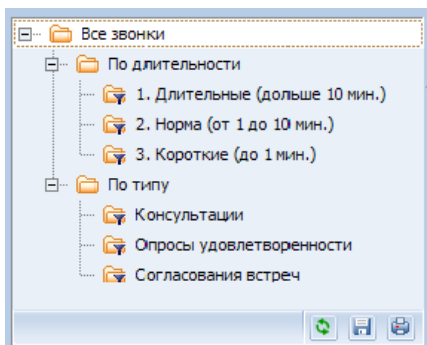 Все звонки
По длительности
1. Длительные (дольше 10 мин.)
2. Норма (от 1 до 10 мин.)
3. Короткие (до 1 мин.)
По типу
Консультации
Опросы удовлетворенности
Согласования встреч